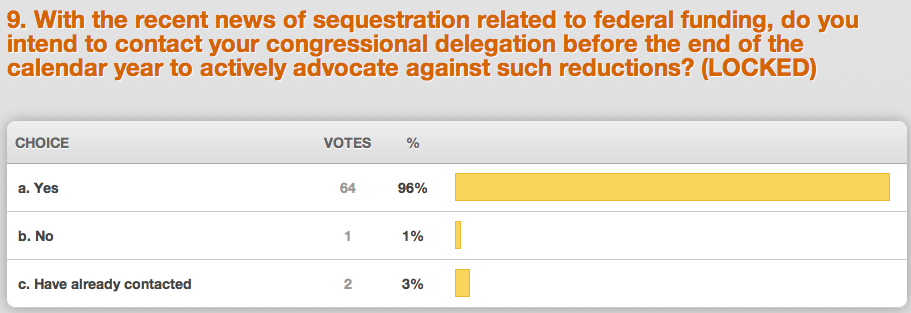 9. With the recent news of sequestration related to federal funding, do you
intend to contact your congressional delegation before the end of the
calendar year to actively advocate against such reductions? (LOCKED)
CHOICE VOTES %
a. Yes 64 96%
b. No 1 1%
c. Have already contacted 2 3%